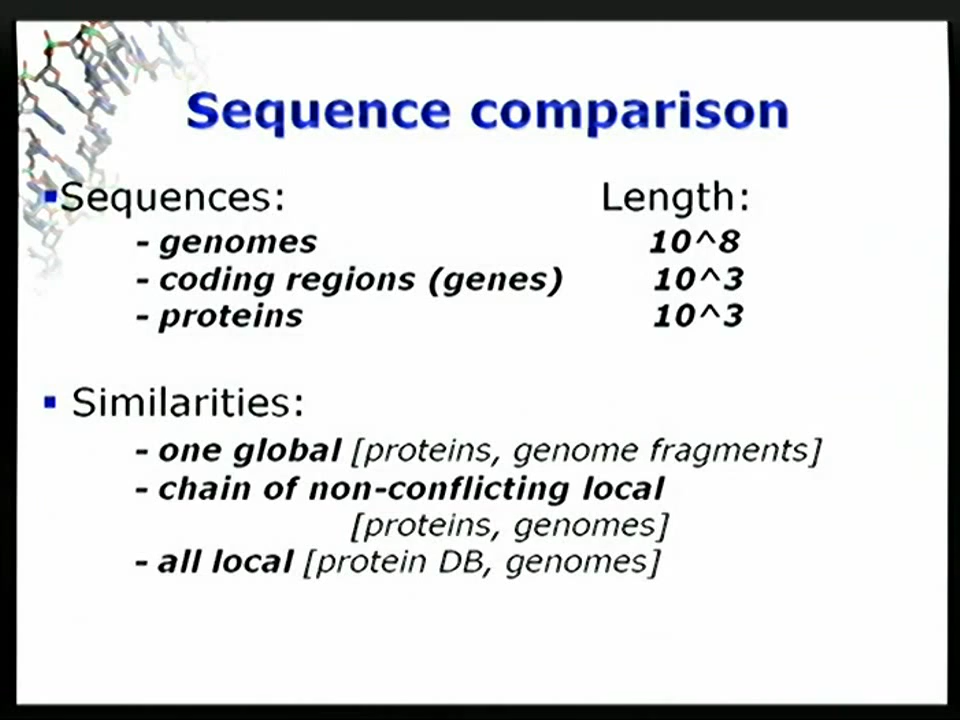 Sequence comparison
Sequences: Length:
- genomes 10^8
- coding regions (genes) 10^3
- proteins 10^3
Similarities:
- one global [proteins, genome fragments]
- chain of non-conflicting local
[proteins, genomes]
- all local [protein DB, genomes]